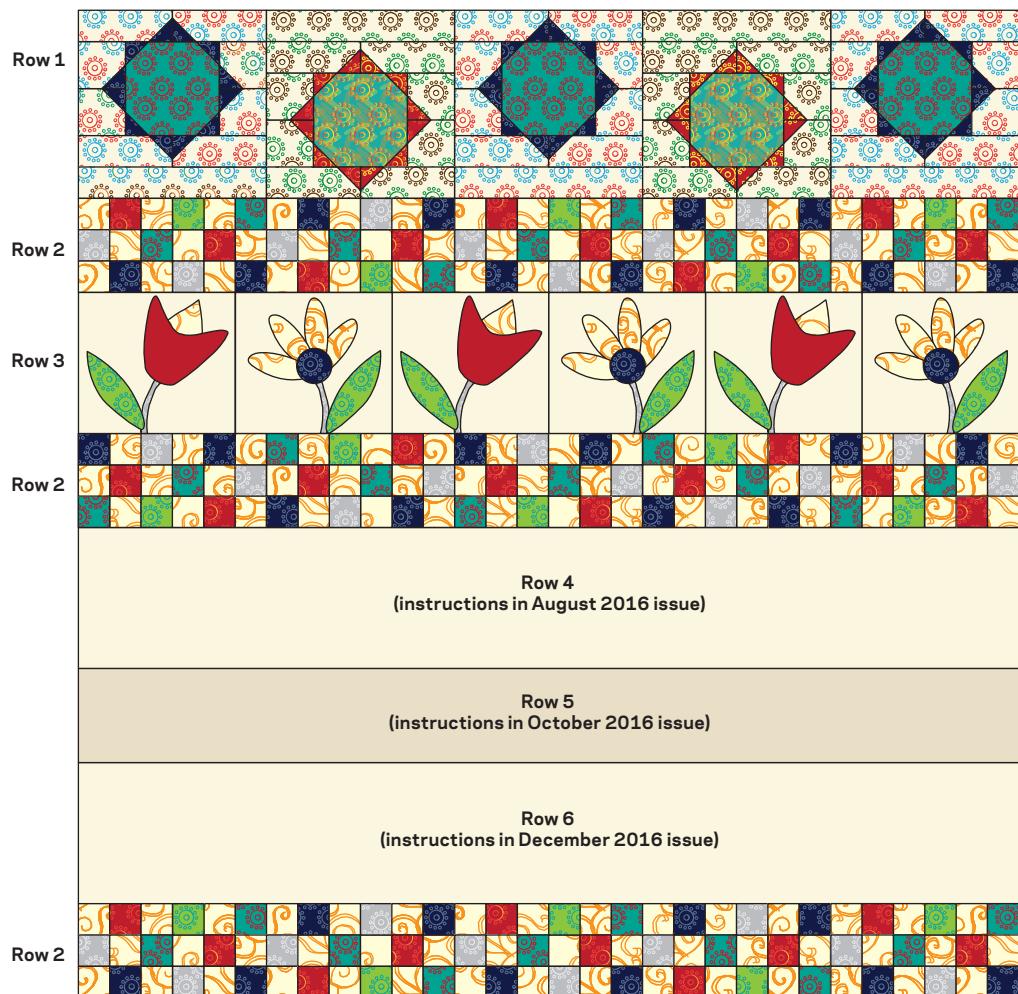 Row 1
Row 2
Row 3
Row 2
Row 4
(instructions in August 2016 issue)
Row 5
(instructions in October 2016 issue)
Row 6
(instructions in December 2016 issue)
Row 2